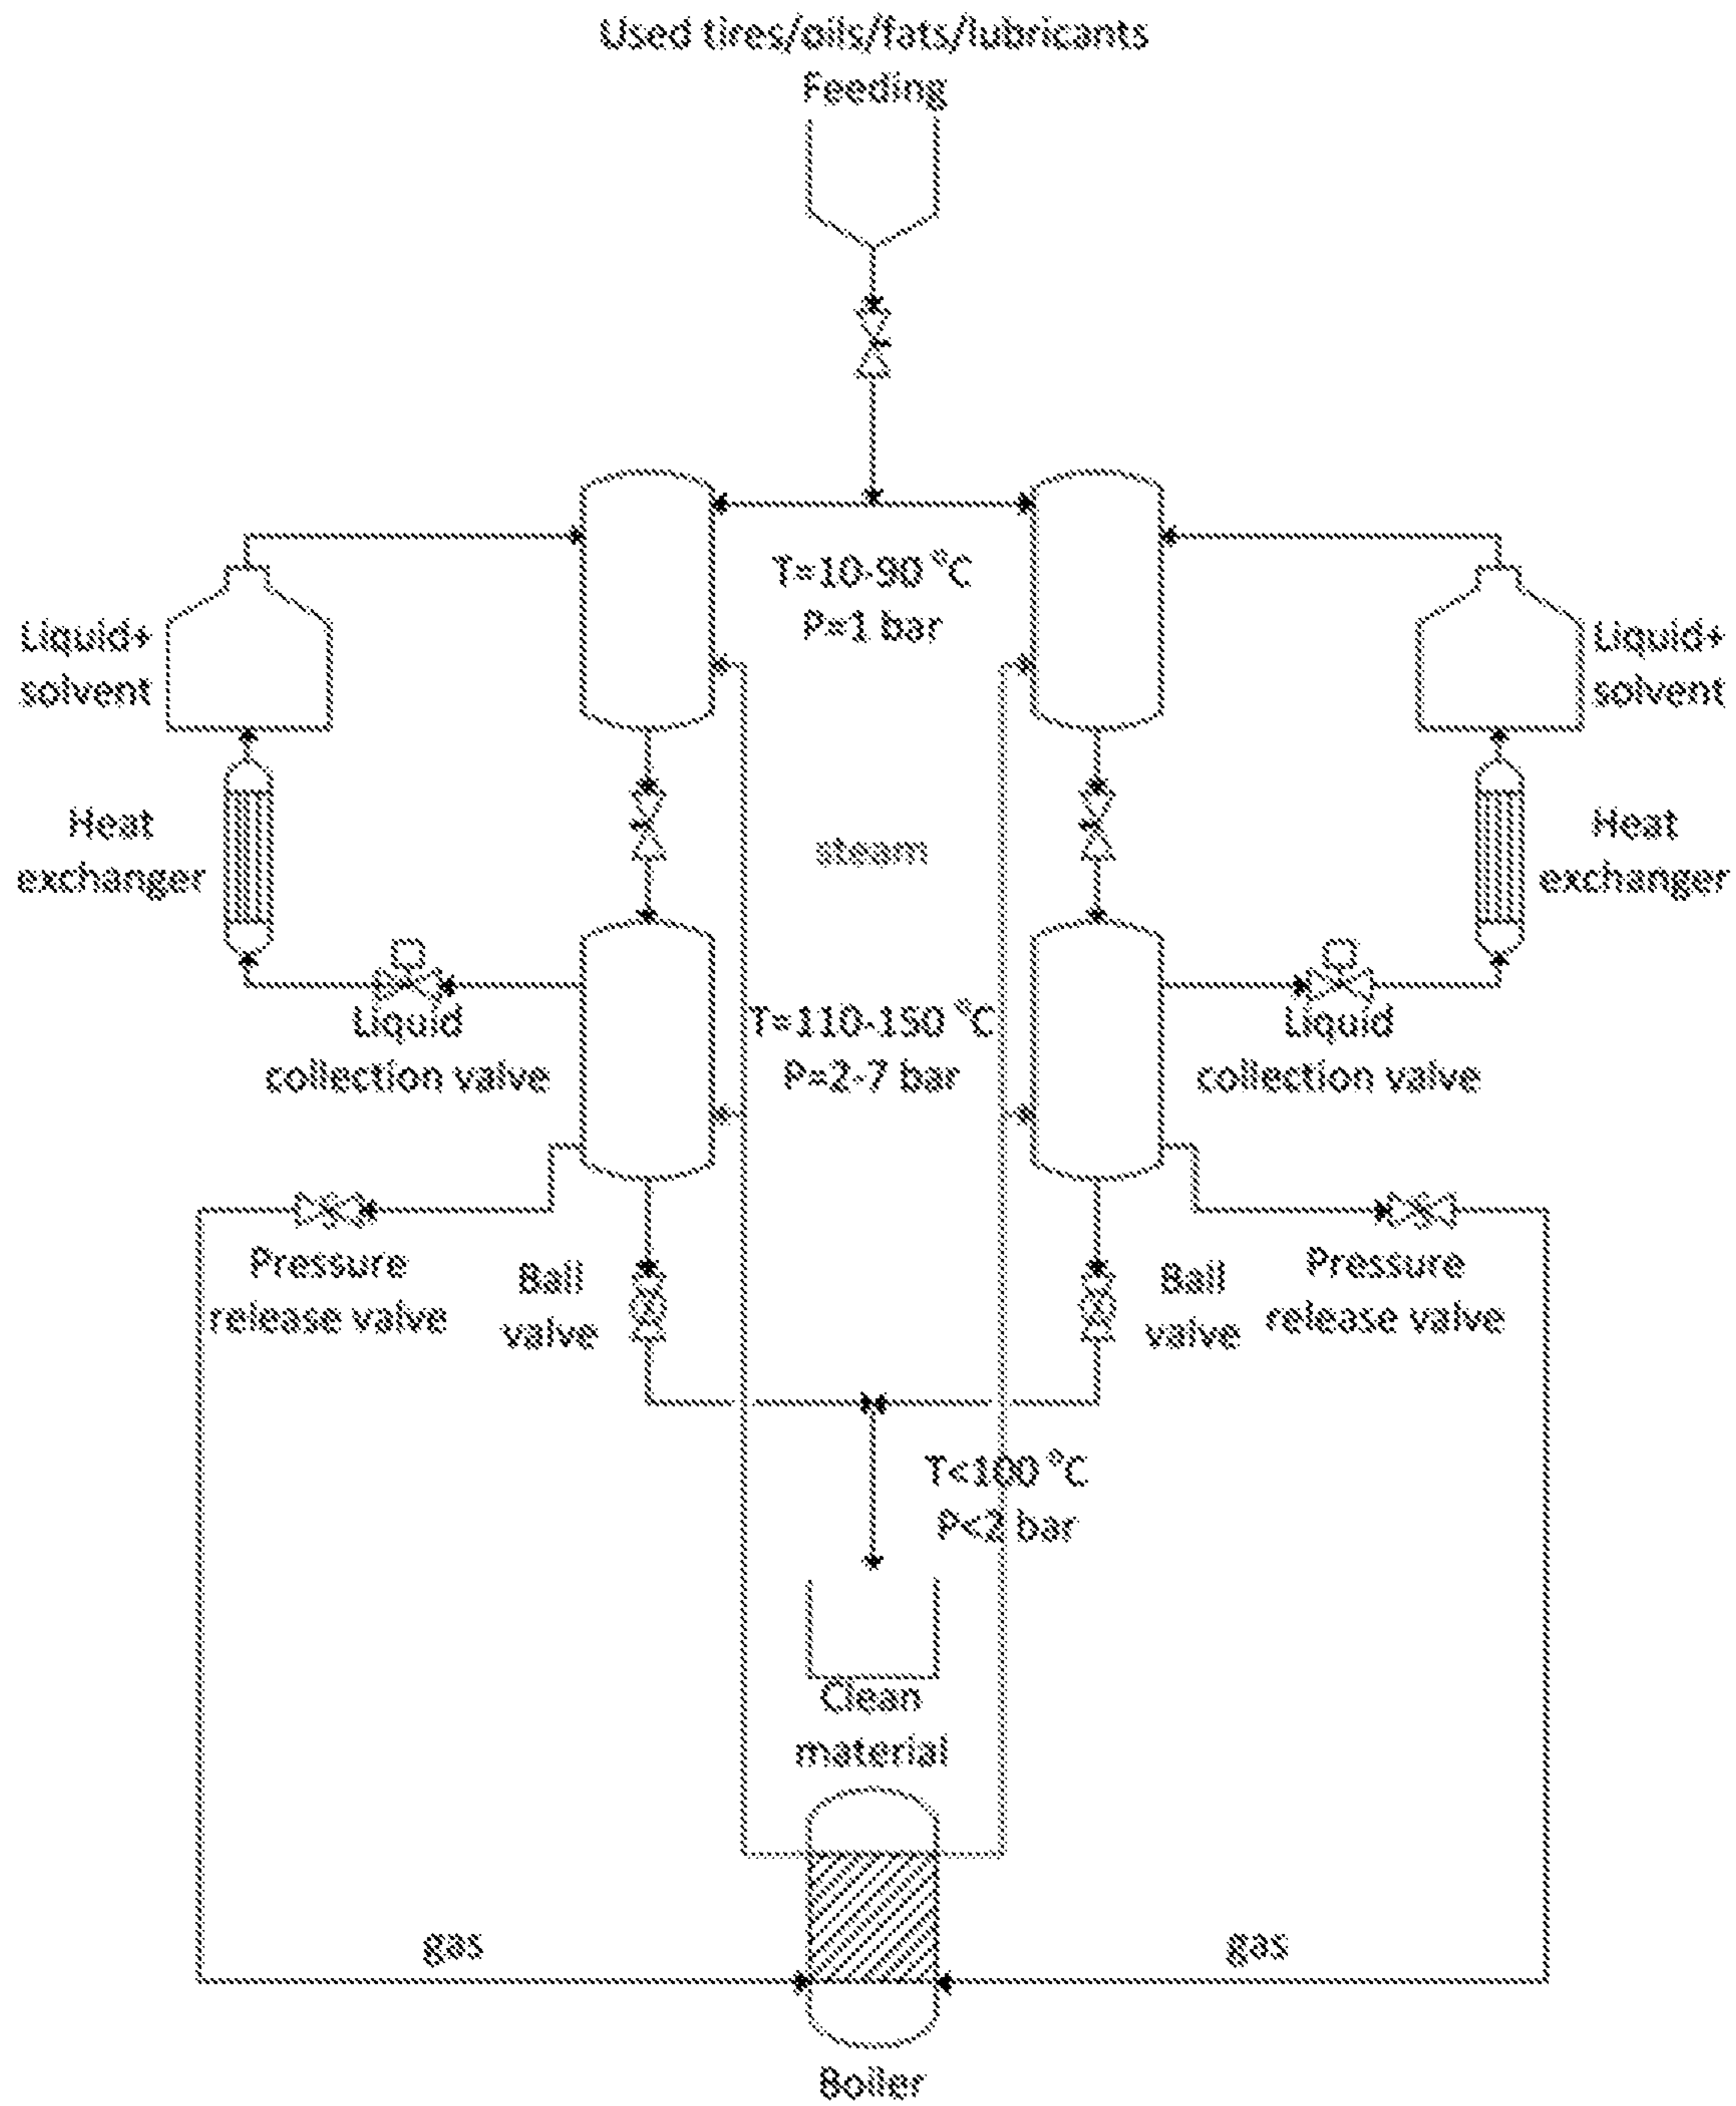 Used tires/oils/fats/lubricants
Feeding
T=10-90 °C
P=1 bar
Liquid+
solvent
Liquid+
solvent
Heat
exchanger
steam
Heat
exchanger
Liquid
collection valve
T=110-150 °C
P=2-7 bar
Liquid
collection valve
Pressure
release valve
Ball
valve
Ball
valve
Pressure
release valve
T<100 °C
P<2 bar
Clean
material
gas
gas
Boiler